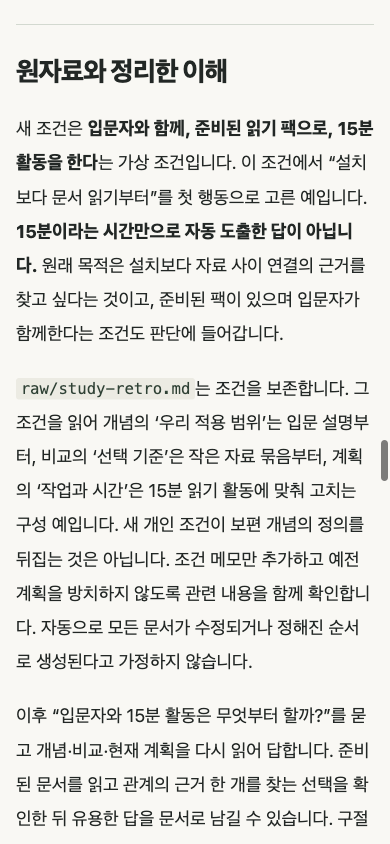 원자료와 정리한 이해
새 조건은 입문자와 함께, 준비된 읽기 팩으로, 15분
활동을 한다는 가상 조건입니다. 이 조건에서 “설치
보다 문서 읽기부터”를 첫 행동으로 고른 예입니다.
15분이라는 시간만으로 자동 도출한 답이 아닙니
다. 원래 목적은 설치보다 자료 사이 연결의 근거를
찾고 싶다는 것이고, 준비된 팩이 있으며 입문자가
함께한다는 조건도 판단에 들어갑니다.
raw/study-retro.md 는 조건을 보존합니다. 그
조건을 읽어 개념의 ‘우리 적용 범위’는 입문 설명부
터, 비교의 ‘선택 기준’은 작은 자료 묶음부터, 계획
의 ‘작업과 시간’은 15분 읽기 활동에 맞춰 고치는
구성 예입니다. 새 개인 조건이 보편 개념의 정의를
뒤집는 것은 아닙니다. 조건 메모만 추가하고 예전
계획을 방치하지 않도록 관련 내용을 함께 확인합니
다. 자동으로 모든 문서가 수정되거나 정해진 순서
로 생성된다고 가정하지 않습니다.
이후 “입문자와 15분 활동은 무엇부터 할까?”를 묻
고 개념·비교·현재 계획을 다시 읽어 답합니다. 준비
된 문서를 읽고 관계의 근거 한 개를 찾는 선택을 확
인한 뒤 유용한 답을 문서로 남길 수 있습니다. 구절